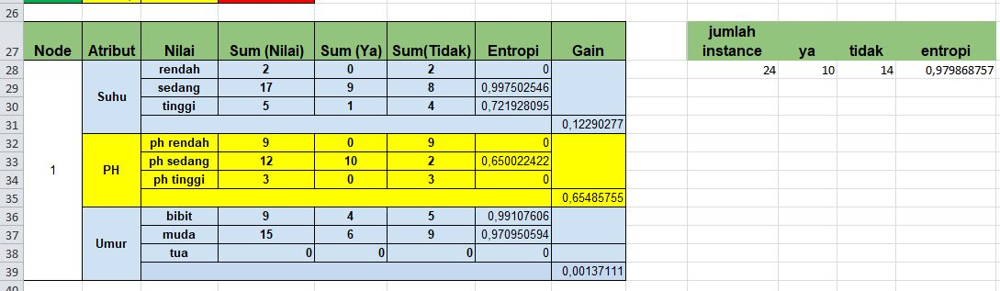 26
jumlah
27 Node Atribut Nilai Sum (Nilai) Sum (Ya) Sum(Tidak) Entropi Gain instance ya tidak entropi
28 rendah 2 0 2 0 24 10 14 0,979868757
29 Suhu sedang 17 9 8 0,997502546
30 tinggi 5 1 4 0,721928095
31 0,12290277
32 ph rendah 9 0 9 0
33 1 PH ph sedang 12 10 2 0,650022422
34 ph tinggi 3 0 3 0
35 0,65485755
36 bibit 9 4 5 0,99107606
37 Umur muda 15 6 9 0,970950594
38 tua 0 0 0 0
39 0,00137111
40